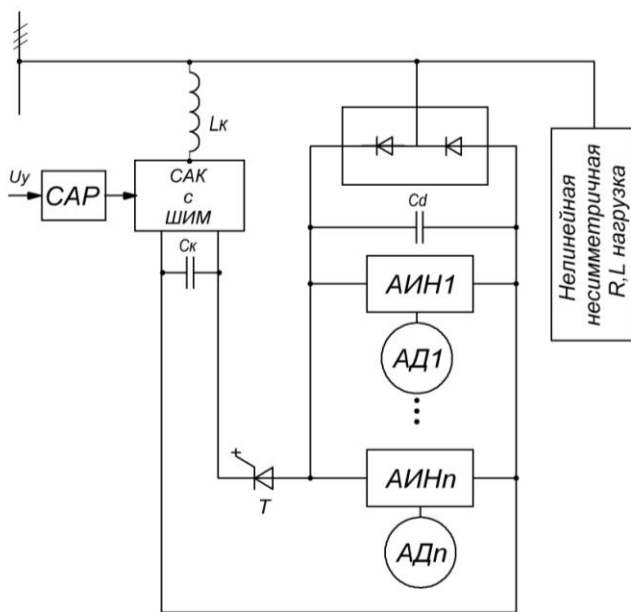 Lк
Uу
САР
САК
с
ШИМ
Cк
Cd
АИН1
АД1
АИНn
АДn
T
+
Нелинейная
несимметричная
R,L нагрузка